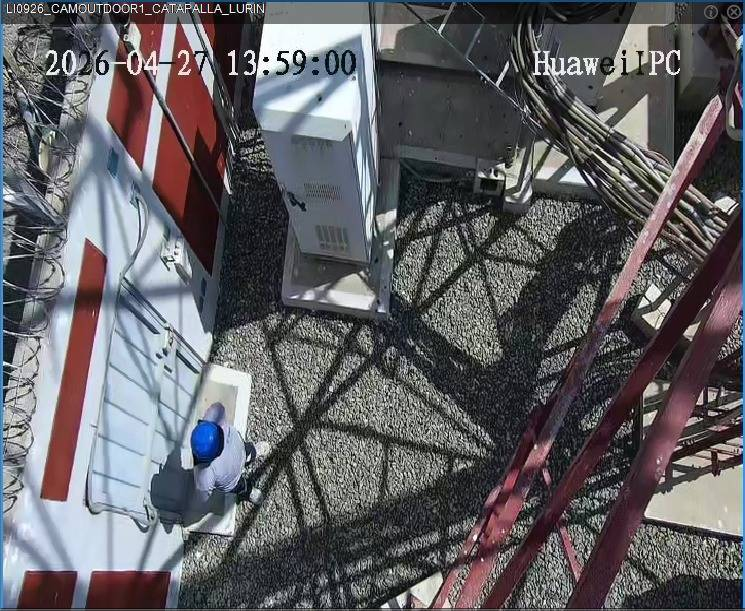 LI0926_CAMOUTDOOR1_CATAPALLA_LURIN
2026-04-27 13:59:00
HuaweiIPC